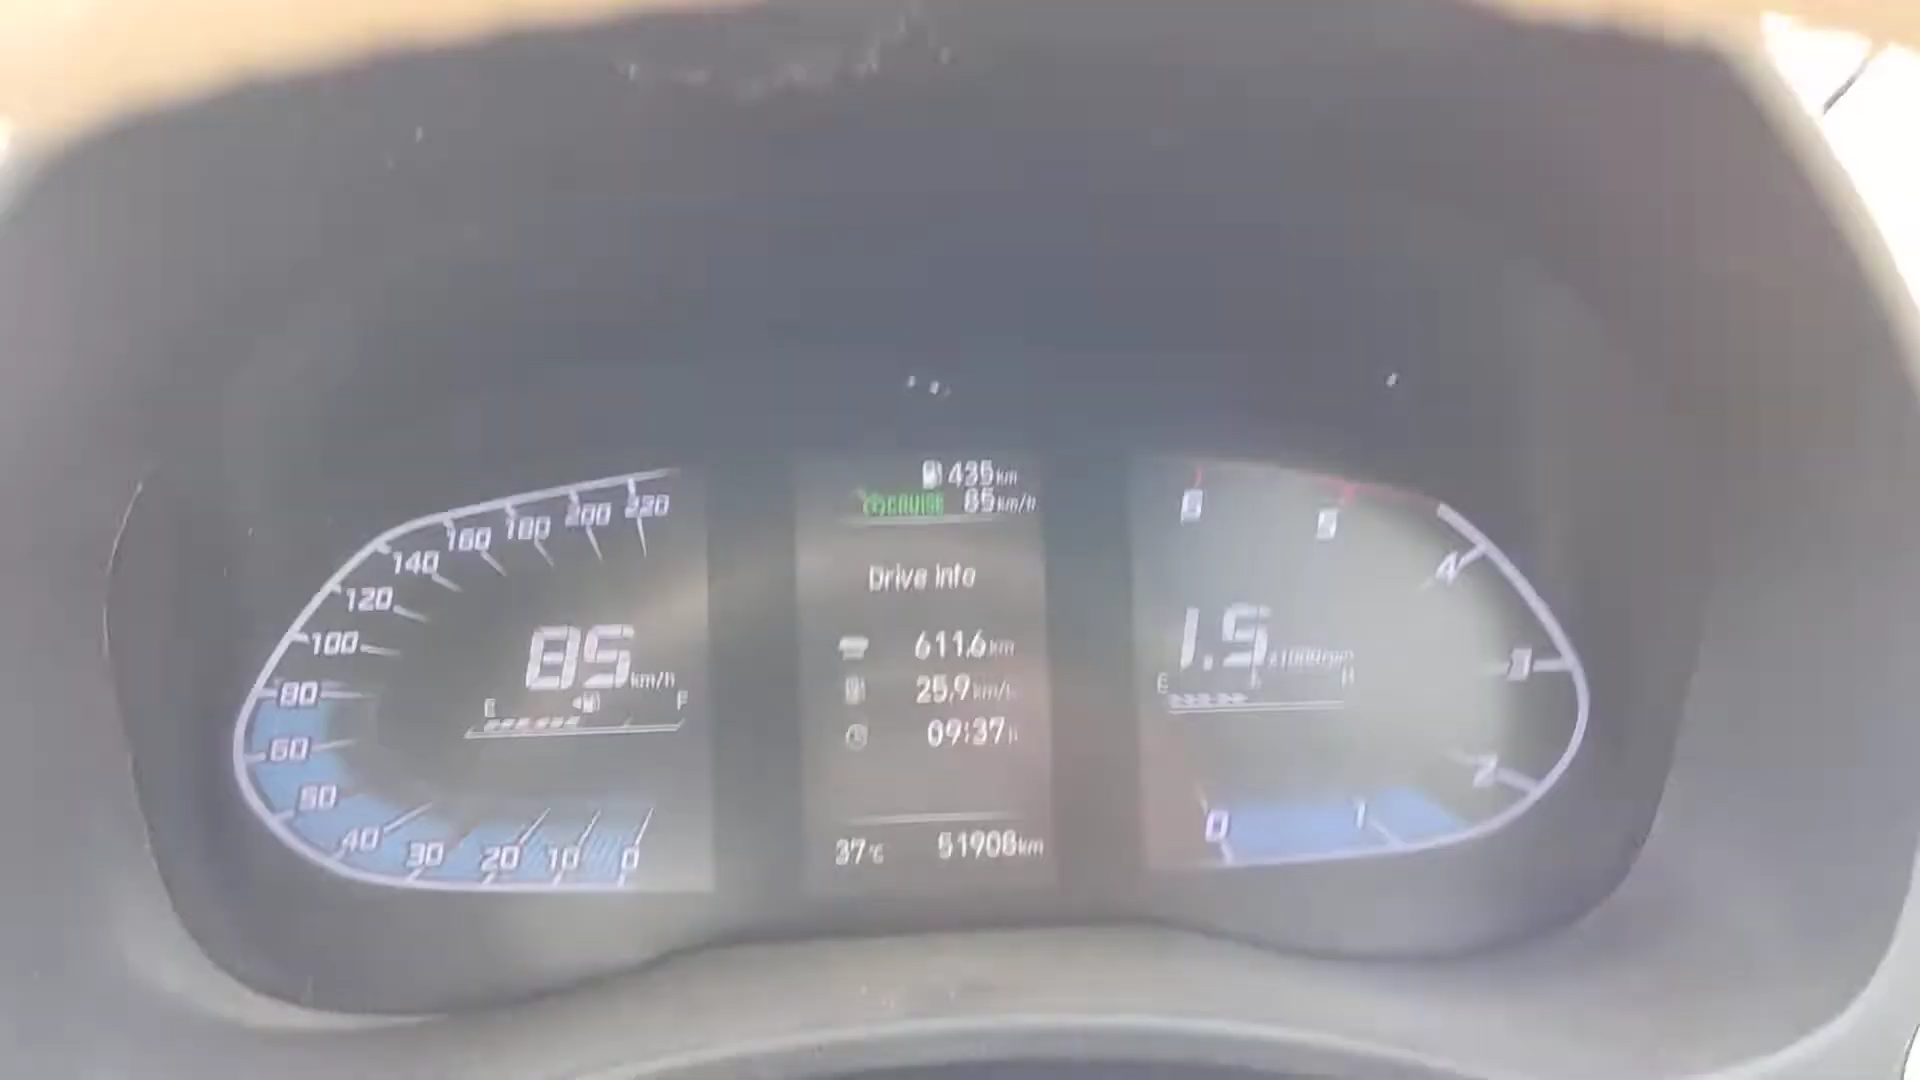 220
200
180
160
140
120
100
80
60
50
40
30
20
10
0
85 km/h
E F
435 km
CRUISE 85 km/h
Drive Info
611.6 km
25.9 km/L
09:37 h
37°C 51908 km
6
5
4
3
2
1
0
1.5 x1000rpm
H